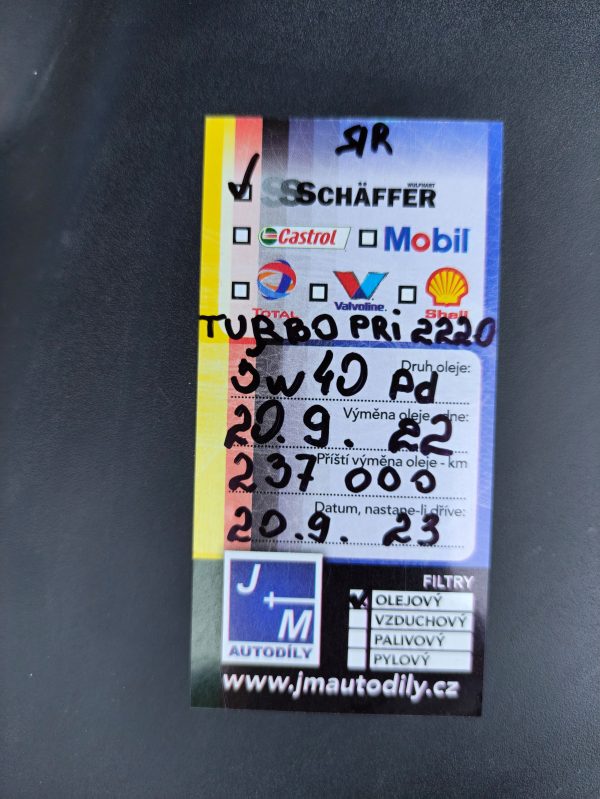 SCHÄFFER
WULFHART
Castrol Mobil
TOTAL Valvoline. Shell
TURBO PRi 2220
Druh oleje:
5w40 Pd
Výměna oleje - dne:
20.9. 22
Příští výměna oleje - km
237 000
Datum, nastane-li dříve:
20.9. 23
J+M
AUTODÍLY
FILTRY
OLEJOVÝ
VZDUCHOVÝ
PALIVOVÝ
PYLOVÝ
www.jmautodily.cz